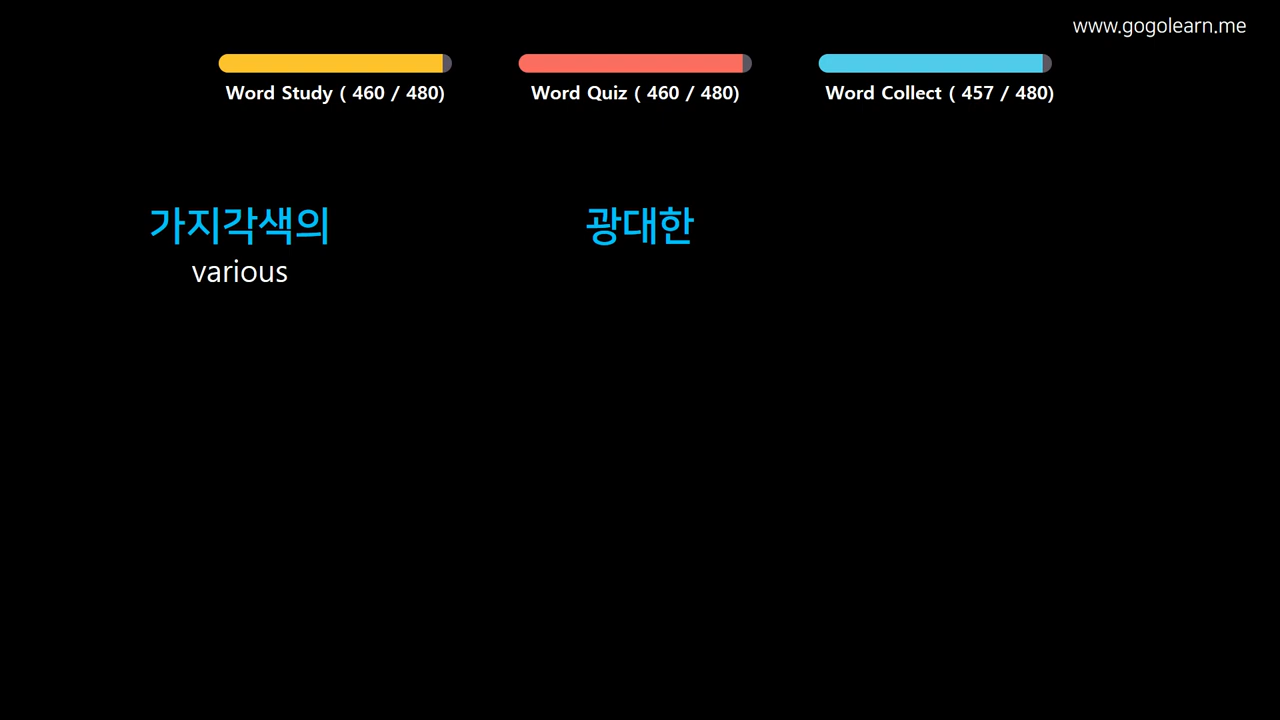 www.gogolearn.me
Word Study ( 460 / 480)
Word Quiz ( 460 / 480)
Word Collect ( 457 / 480)
가지각색의
various
광대한